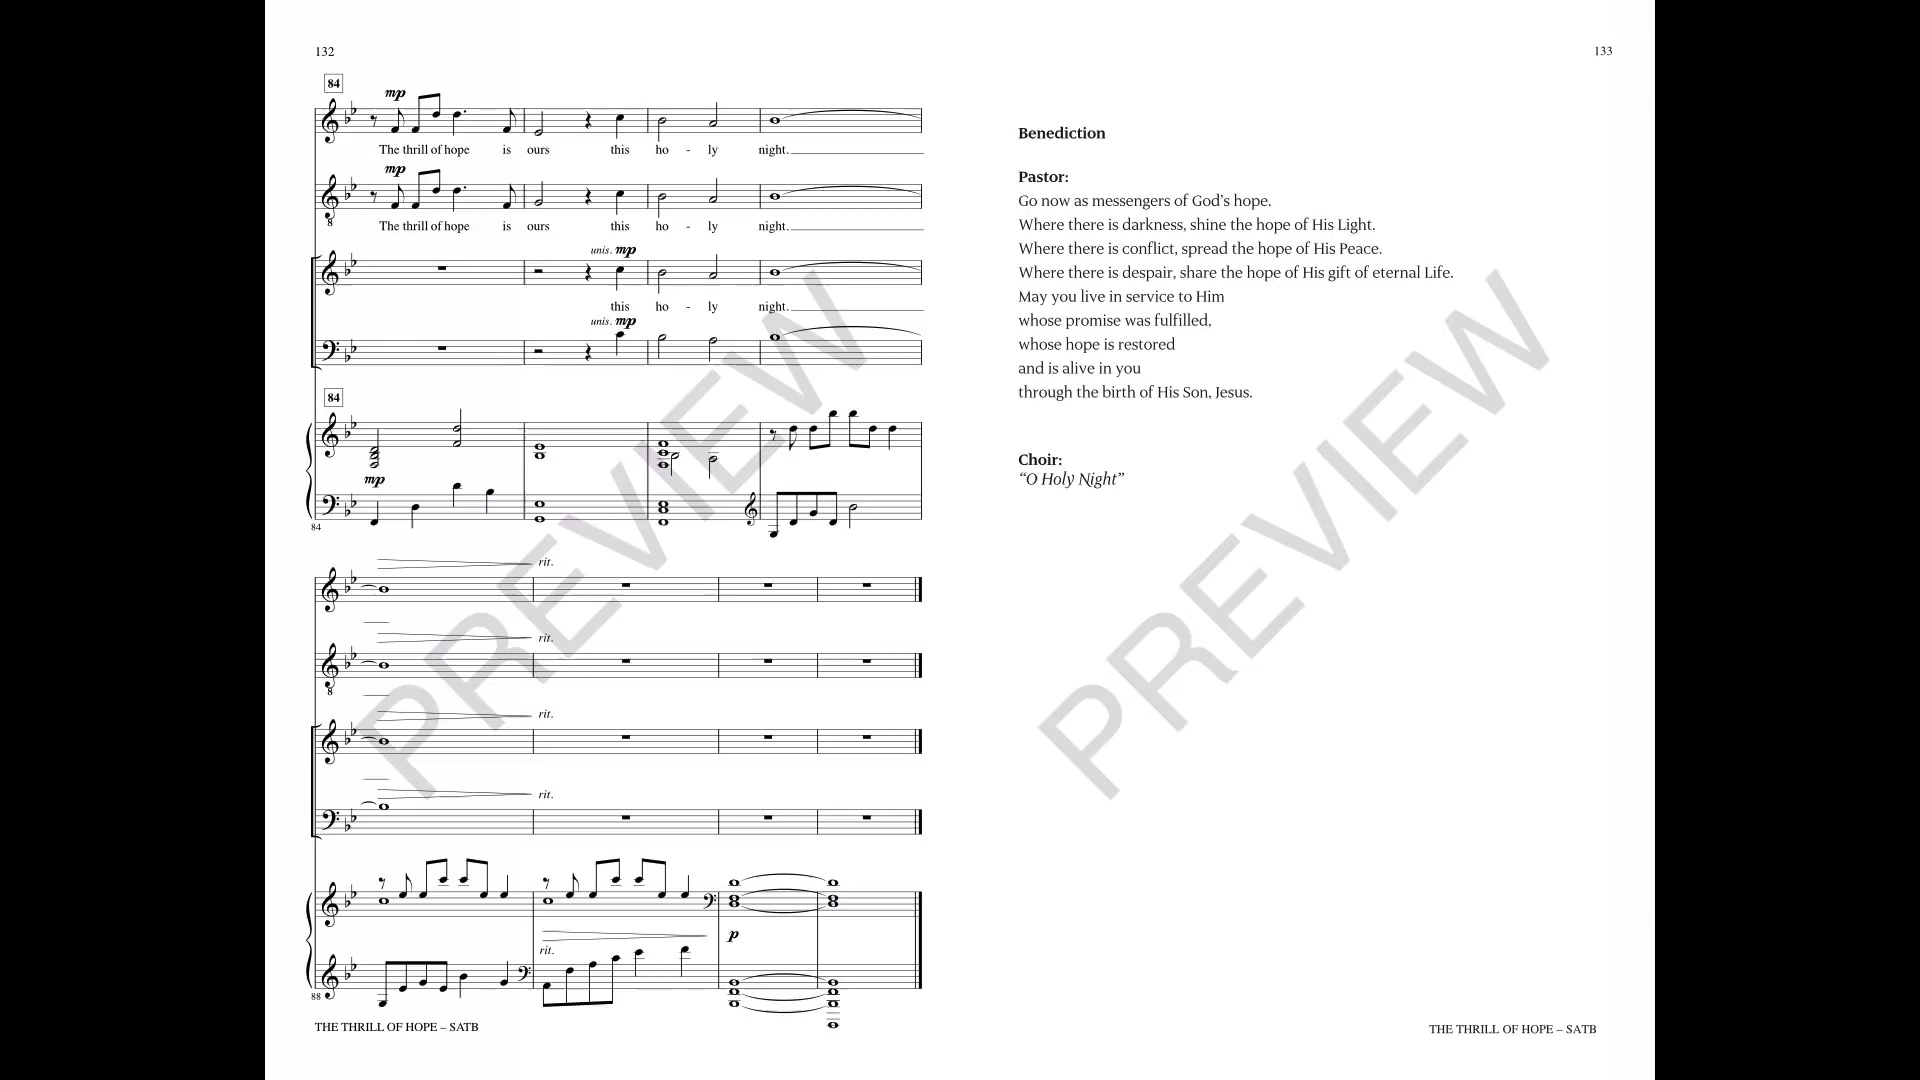 132
84
mp
The thrill of hope is ours this ho - ly night.
mp
The thrill of hope is ours this ho - ly night.
unis. mp
this ho - ly night.
unis. mp
84
mp
84
rit.
rit.
rit.
rit.
rit.
p
88
THE THRILL OF HOPE – SATB
PREVIEW
133
Benediction
Pastor:
Go now as messengers of God’s hope.
Where there is darkness, shine the hope of His Light.
Where there is conflict, spread the hope of His Peace.
Where there is despair, share the hope of His gift of eternal Life.
May you live in service to Him
whose promise was fulfilled,
whose hope is restored
and is alive in you
through the birth of His Son, Jesus.
Choir:
“O Holy Night”
THE THRILL OF HOPE – SATB
PREVIEW